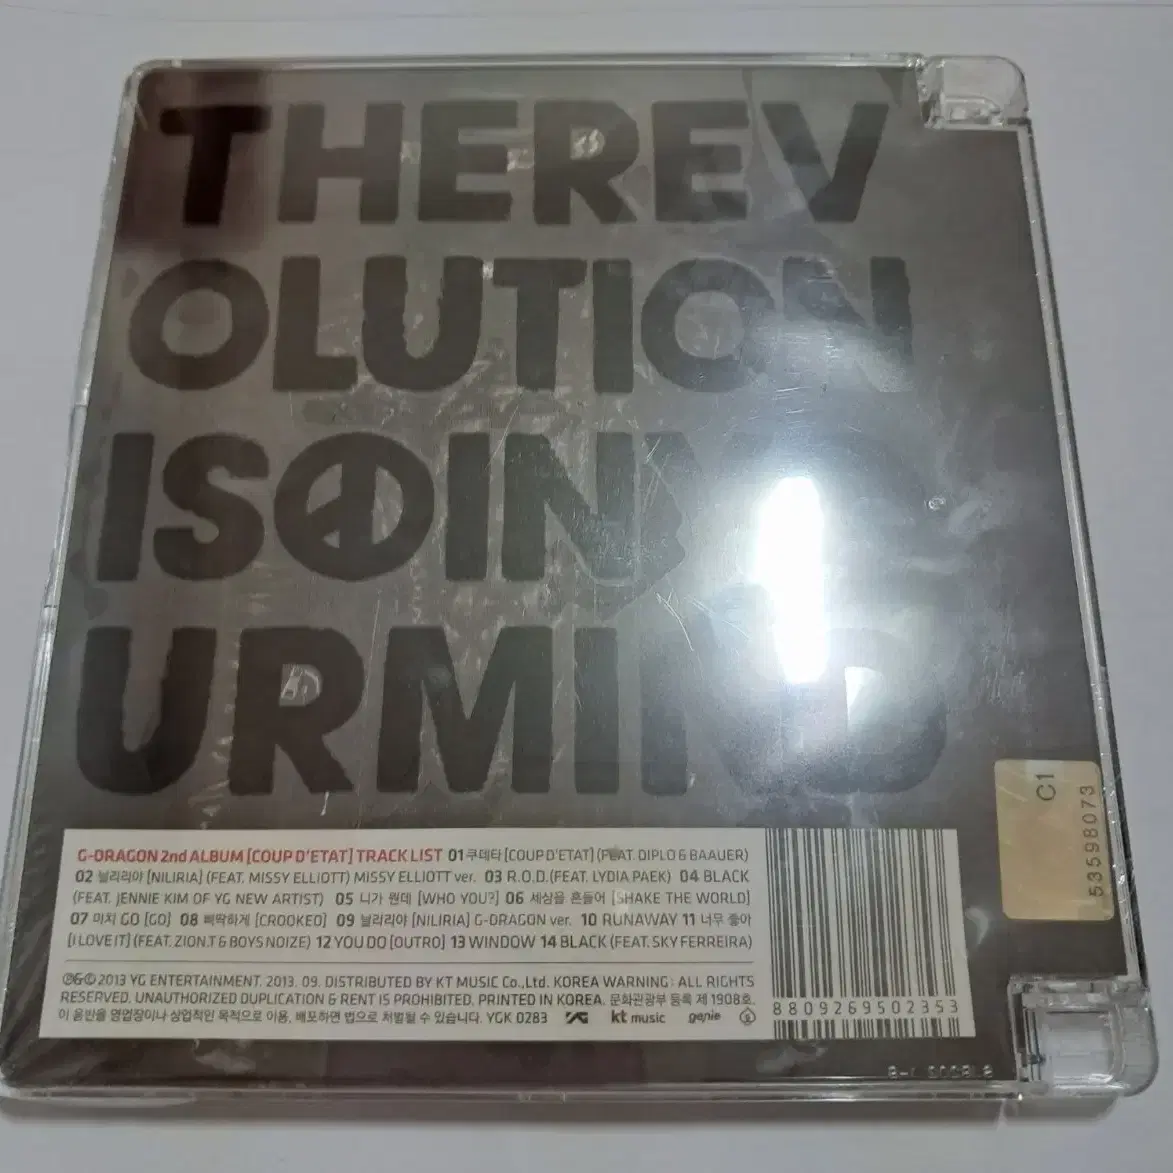 THEREV
OLUTION
IS IN
URMIND
G-DRAGON 2nd ALBUM [COUP D'ETAT] TRACK LIST 01 쿠데타 [COUP D'ETAT] (FEAT. DIPLO & BAAUER)
02 늴리리야 [NILIRIA] (FEAT. MISSY ELLIOTT) MISSY ELLIOTT ver. 03 R.O.D. (FEAT. LYDIA PAEK) 04 BLACK
(FEAT. JENNIE KIM OF YG NEW ARTIST) 05 니가 뭔데 [WHO YOU?] 06 세상을 흔들어 [SHAKE THE WORLD]
07 미치 GO [GO] 08 삐딱하게 [CROOKED] 09 늴리리야 [NILIRIA] G-DRAGON ver. 10 RUNAWAY 11 너무 좋아
[I LOVE IT] (FEAT. ZION.T & BOYS NOIZE) 12 YOU DO [OUTRO] 13 WINDOW 14 BLACK (FEAT. SKY FERREIRA)
℗&© 2013 YG ENTERTAINMENT. 2013. 09. DISTRIBUTED BY KT MUSIC Co.,Ltd. KOREA WARNING: ALL RIGHTS
RESERVED. UNAUTHORIZED DUPLICATION & RENT IS PROHIBITED. PRINTED IN KOREA. 문화관광부 등록 제 1908호.
이 음반을 영업장이나 상업적인 목적으로 이용, 배포하면 법으로 처벌될 수 있습니다. YGK 0283 YG kt music genie
8809269502353
C1
53598073